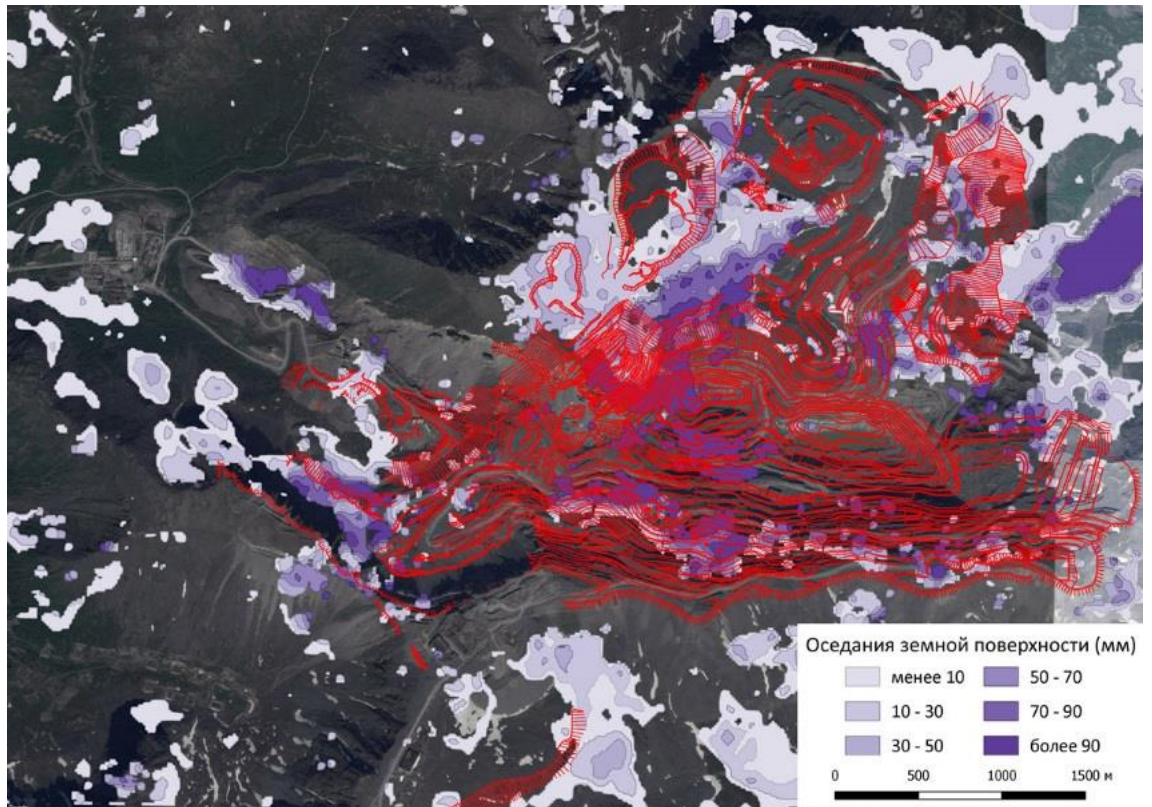 Оседания земной поверхности (мм)
менее 10
50 - 70
10 - 30
70 - 90
30 - 50
более 90
0 500 1000 1500 м